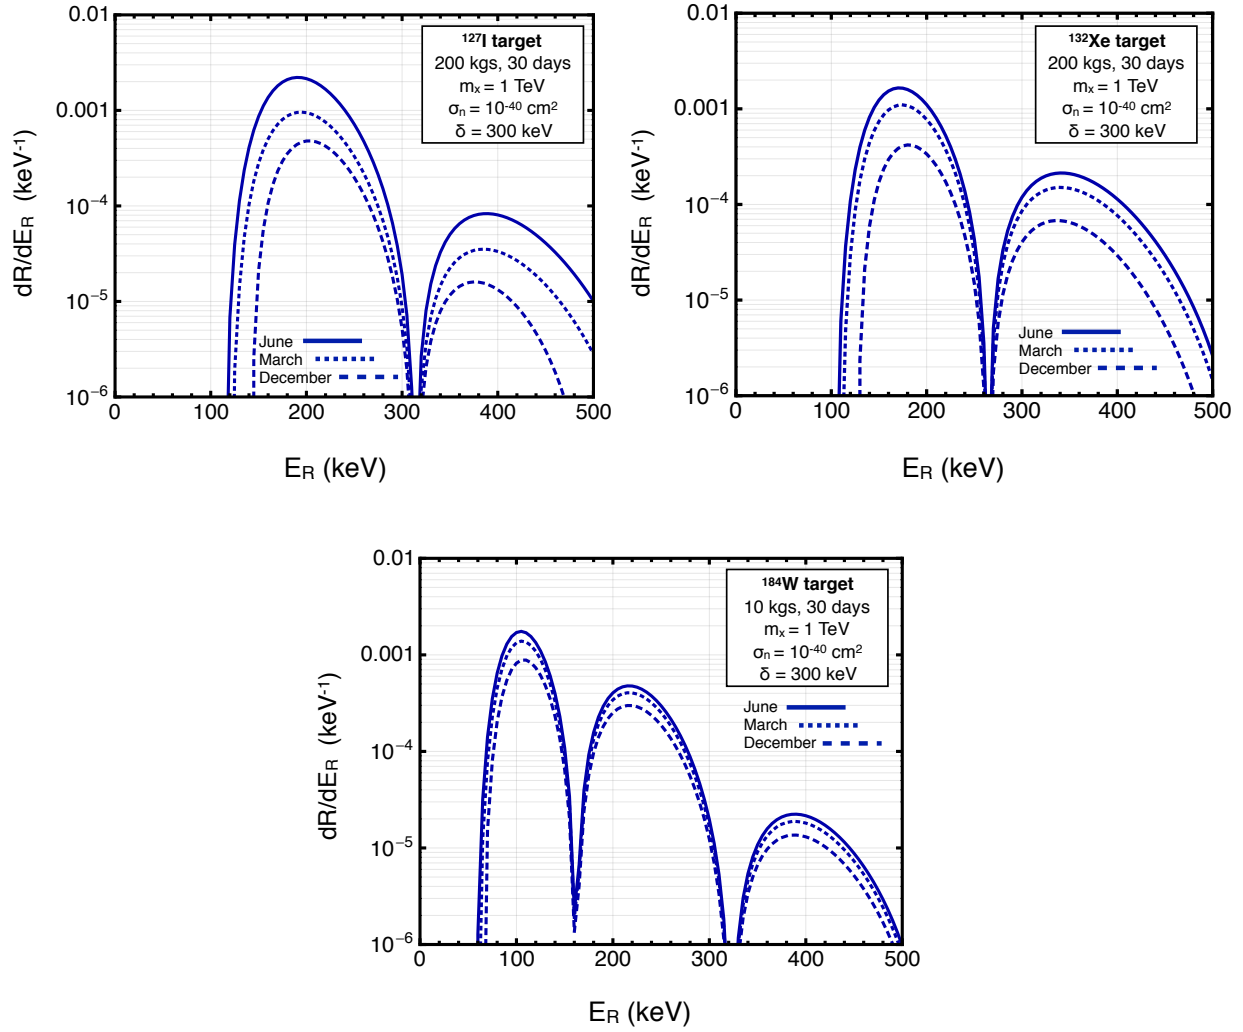 0.01
0.001
10⁻⁴
10⁻⁵
10⁻⁶
dR/dE_R (keV⁻¹)
¹²⁷I target
200 kgs, 30 days
mₓ = 1 TeV
σₙ = 10⁻⁴⁰ cm²
δ = 300 keV
June
March
December
0 100 200 300 400 500
E_R (keV)
0.01
0.001
10⁻⁴
10⁻⁵
10⁻⁶
dR/dE_R (keV⁻¹)
¹³²Xe target
200 kgs, 30 days
mₓ = 1 TeV
σₙ = 10⁻⁴⁰ cm²
δ = 300 keV
June
March
December
0 100 200 300 400 500
E_R (keV)
0.01
0.001
10⁻⁴
10⁻⁵
10⁻�6
dR/dE_R (keV⁻¹)
¹⁸⁴W target
10 kgs, 30 days
mₓ = 1 TeV
σₙ = 10⁻⁴⁰ cm²
δ = 300 keV
June
March
December
0 100 200 300 400 500
E_R (keV)